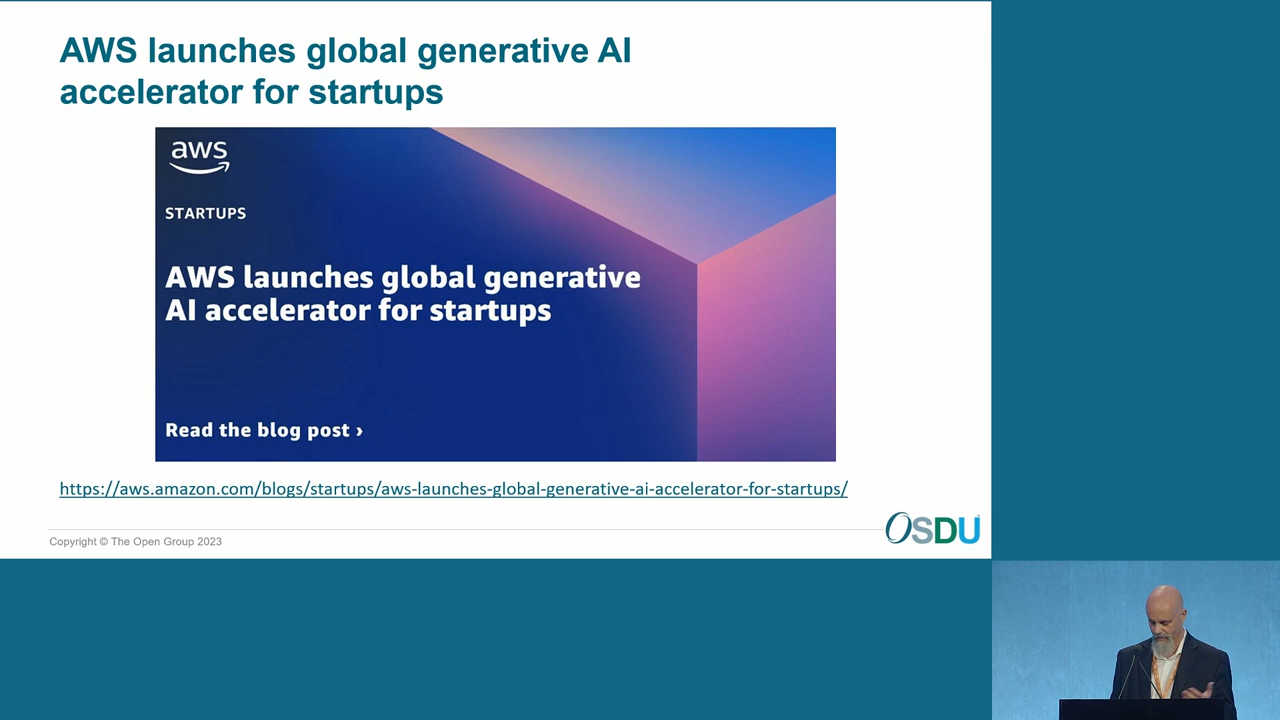 AWS launches global generative AI
accelerator for startups
aws
STARTUPS
AWS launches global generative
AI accelerator for startups
Read the blog post ›
https://aws.amazon.com/blogs/startups/aws-launches-global-generative-ai-accelerator-for-startups/
Copyright © The Open Group 2023
OSDU